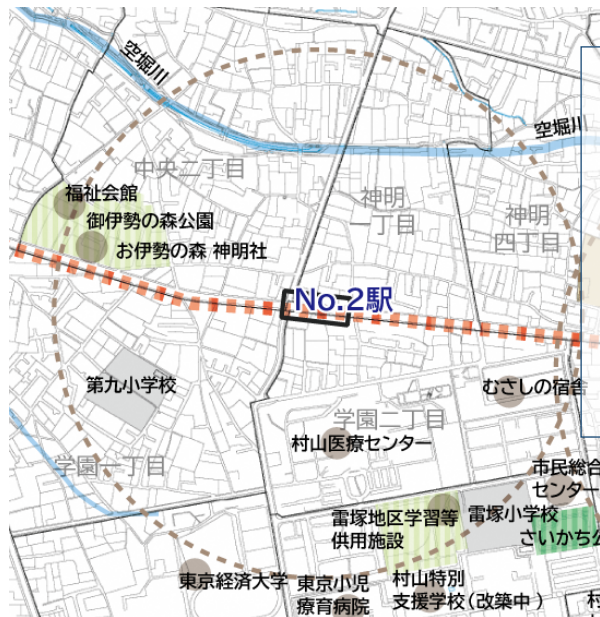 空堀川
空堀川
中央二丁目
福祉会館
神明
一丁目
神明
四丁目
御伊勢の森公園
お伊勢の森 神明社
No.2駅
第九小学校
むさしの宿舎
学園二丁目
村山医療センター
学園一丁目
市民総合
センター
雷塚地区学習等
供用施設
雷塚小学校
さいかち公
東京経済大学
東京小児
療育病院
村山特別
支援学校(改築中)
村